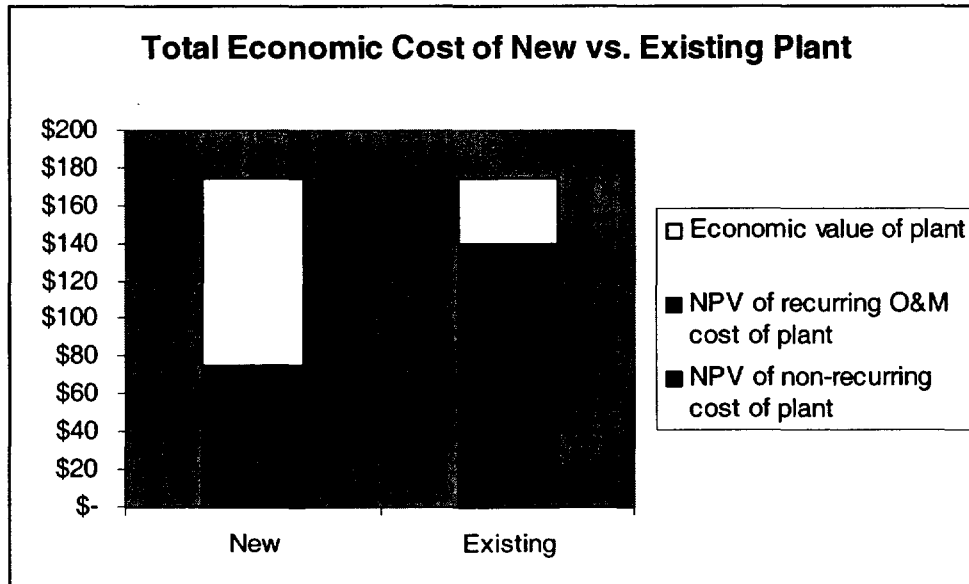 Total Economic Cost of New vs. Existing Plant
$200
$180
$160
$140
$120
$100
$80
$60
$40
$20
$-
New Existing
Economic value of plant
NPV of recurring O&M
cost of plant
NPV of non-recurring
cost of plant